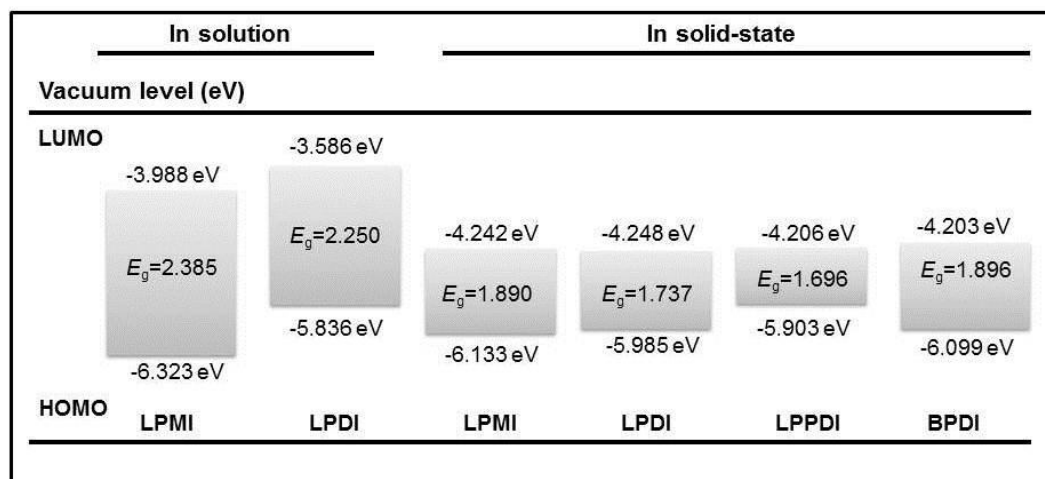 In solution In solid-state
Vacuum level (eV)
LUMO
-3.586 eV
-3.988 eV
-4.242 eV -4.248 eV -4.206 eV -4.203 eV
Eg=2.385 Eg=2.250 Eg=1.890 Eg=1.737 Eg=1.696 Eg=1.896
-5.836 eV
-5.903 eV
-6.323 eV -6.133 eV -5.985 eV -6.099 eV
HOMO
LPMI LPDI LPMI LPDI LPPDI BPDI